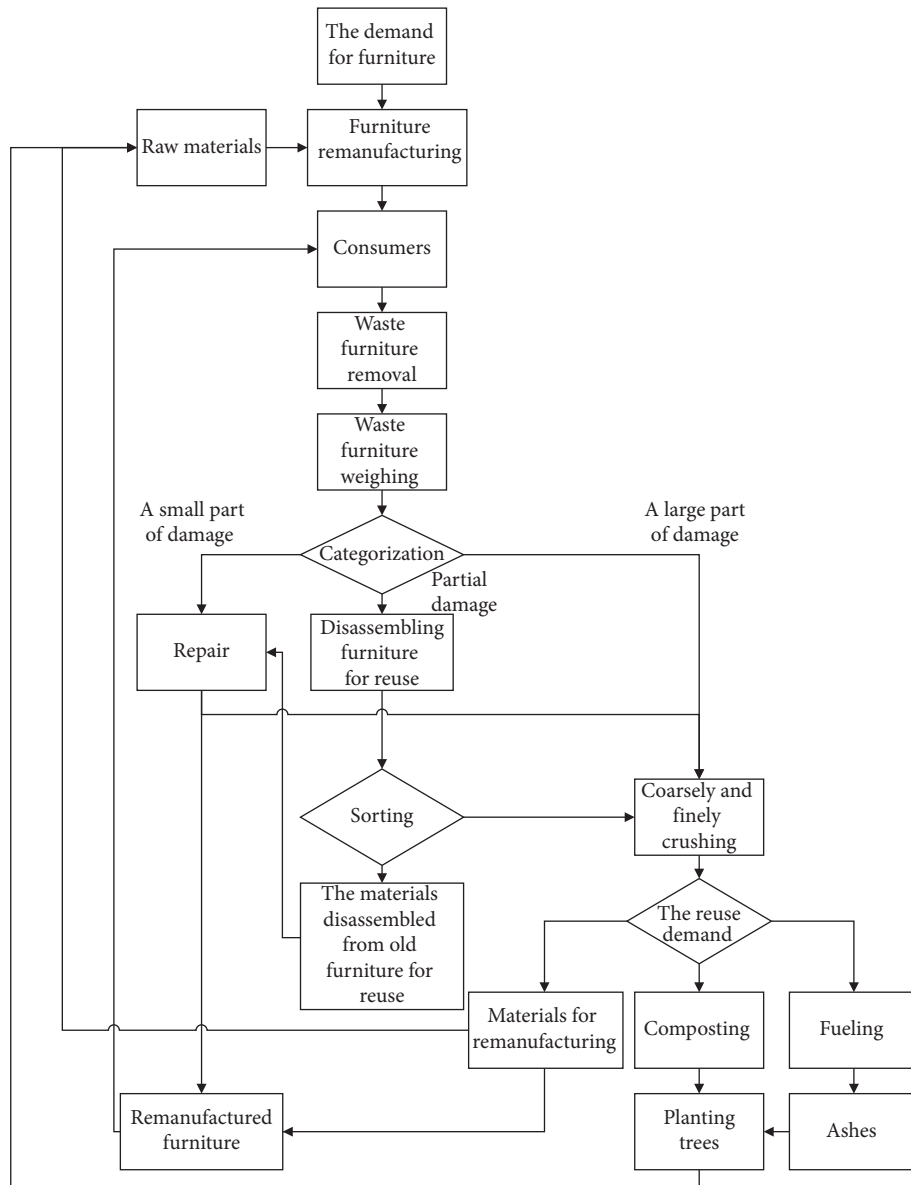 The demand
for furniture
Raw materials
Furniture
remanufacturing
Consumers
Waste
furniture
removal
Waste
furniture
weighing
A small part
of damage
A large part
of damage
Categorization
Partial
damage
Repair
Disassembling
furniture
for reuse
Sorting
Coarsely and
finely
crushing
The materials
disassembled
from old
furniture for
reuse
The reuse
demand
Materials for
remanufacturing
Composting
Fueling
Remanufactured
furniture
Planting
trees
Ashes